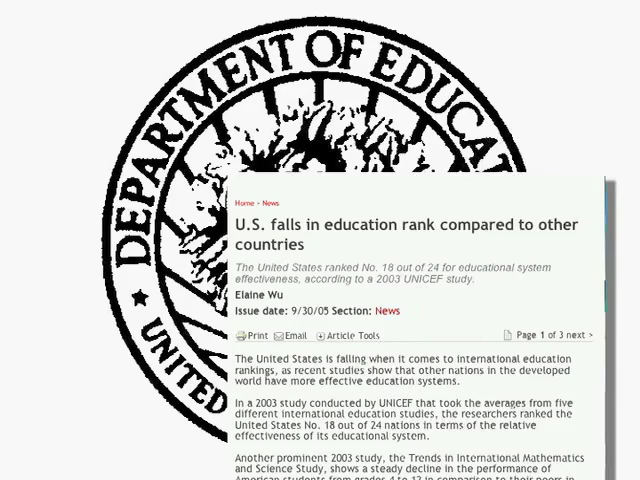 DEPARTMENT OF EDUCAT
UNITED
Home > News
U.S. falls in education rank compared to other
countries
The United States ranked No. 18 out of 24 for educational system
effectiveness, according to a 2003 UNICEF study.
Elaine Wu
Issue date: 9/30/05 Section: News
Print Email Article Tools Page 1 of 3 next >
The United States is falling when it comes to international education
rankings, as recent studies show that other nations in the developed
world have more effective education systems.
In a 2003 study conducted by UNICEF that took the averages from five
different international education studies, the researchers ranked the
United States No. 18 out of 24 nations in terms of the relative
effectiveness of its educational system.
Another prominent 2003 study, the Trends in International Mathematics
and Science Study, shows a steady decline in the performance of
American students from grades 4 to 12 in comparison to their peers in